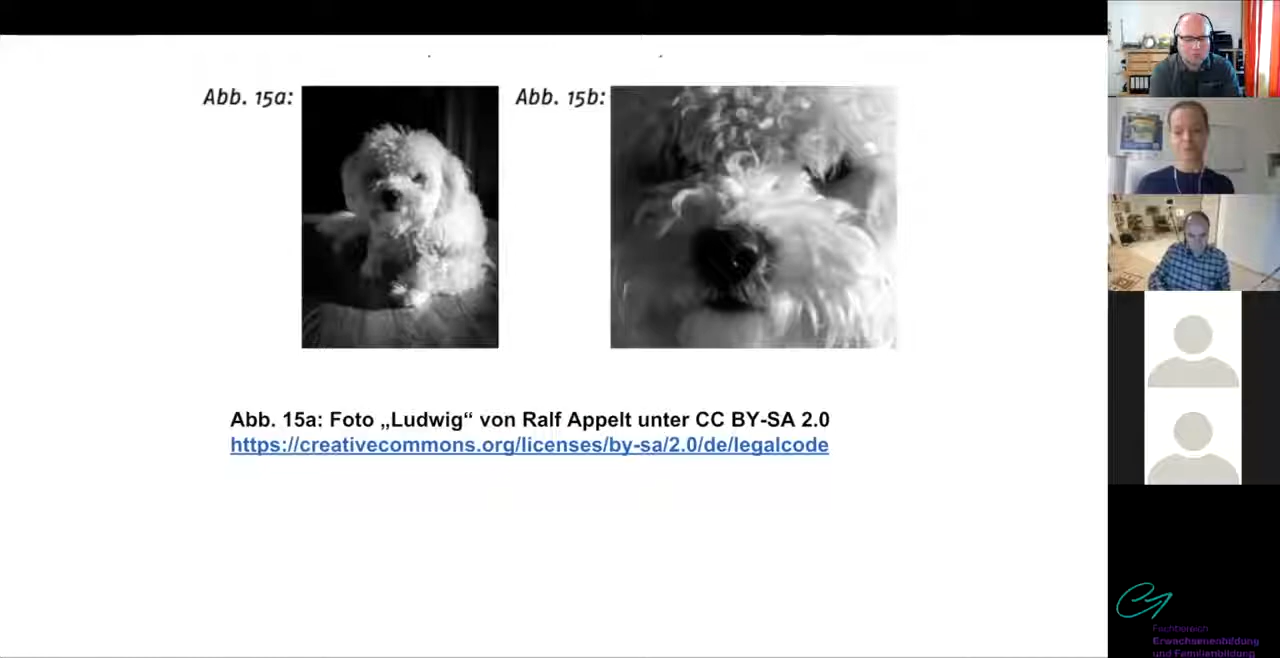 Abb. 15a: Abb. 15b:
Abb. 15a: Foto „Ludwig“ von Ralf Appelt unter CC BY-SA 2.0
https://creativecommons.org/licenses/by-sa/2.0/de/legalcode
Fachbereich
Erwachsenenbildung
und Familienbildung